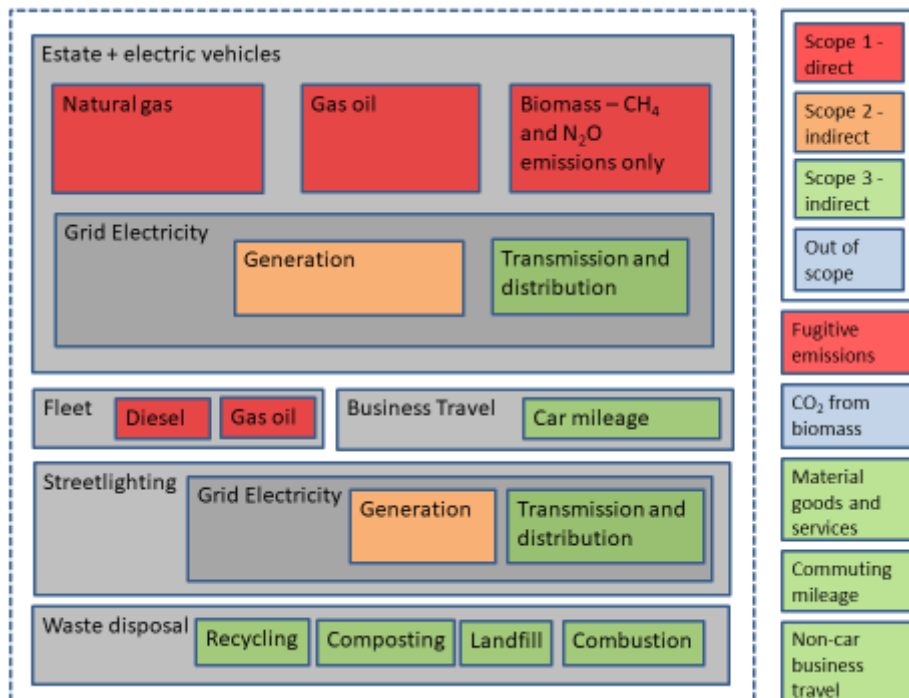 Estate + electric vehicles
Natural gas
Gas oil
Biomass – CH₄
and N₂O
emissions only
Grid Electricity
Generation
Transmission and
distribution
Fleet
Diesel
Gas oil
Business Travel
Car mileage
Streetlighting
Grid Electricity
Generation
Transmission and
distribution
Waste disposal
Recycling
Composting
Landfill
Combustion
Scope 1 -
direct
Scope 2 -
indirect
Scope 3 -
indirect
Out of
scope
Fugitive
emissions
CO₂ from
biomass
Material
goods and
services
Commuting
mileage
Non-car
business
travel